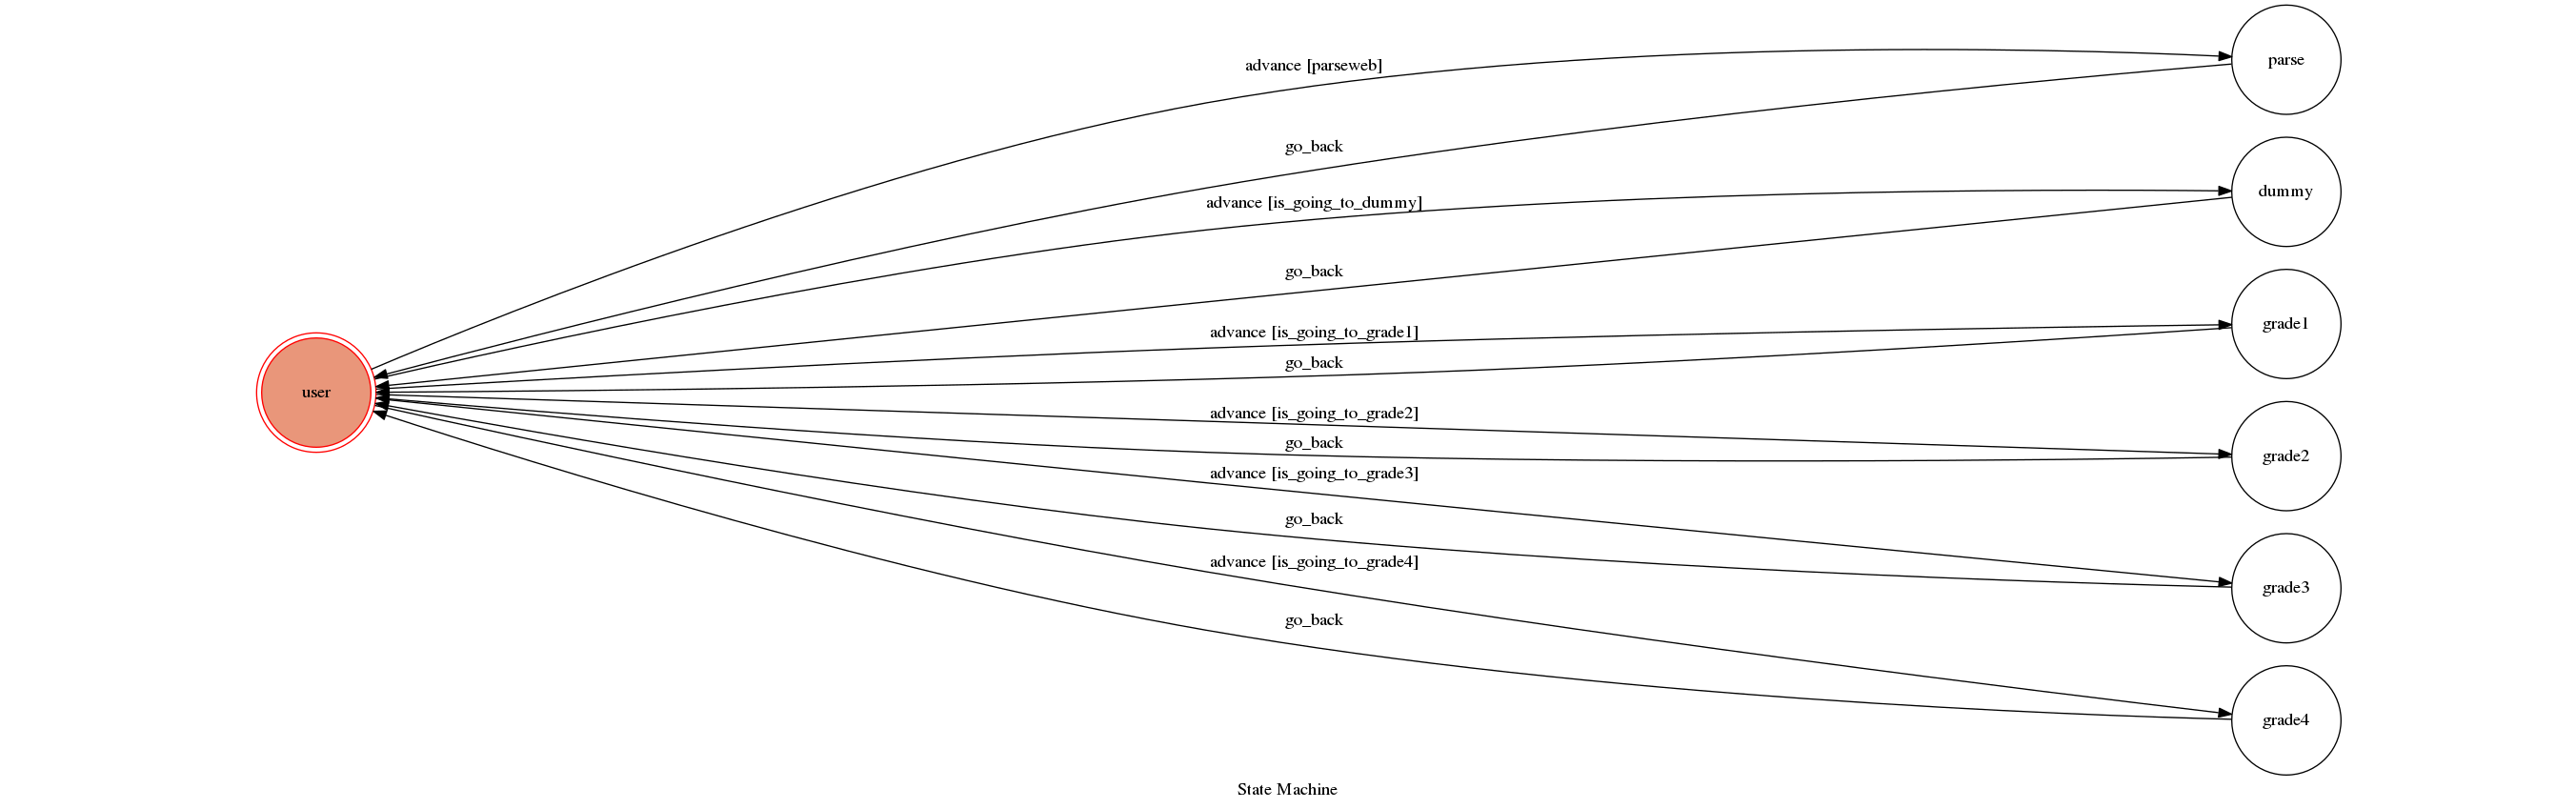 advance [parseweb]
parse
go_back
dummy
advance [is_going_to_dummy]
go_back
grade1
advance [is_going_to_grade1]
go_back
user
advance [is_going_to_grade2]
go_back
grade2
advance [is_going_to_grade3]
go_back
advance [is_going_to_grade4]
grade3
go_back
grade4
State Machine